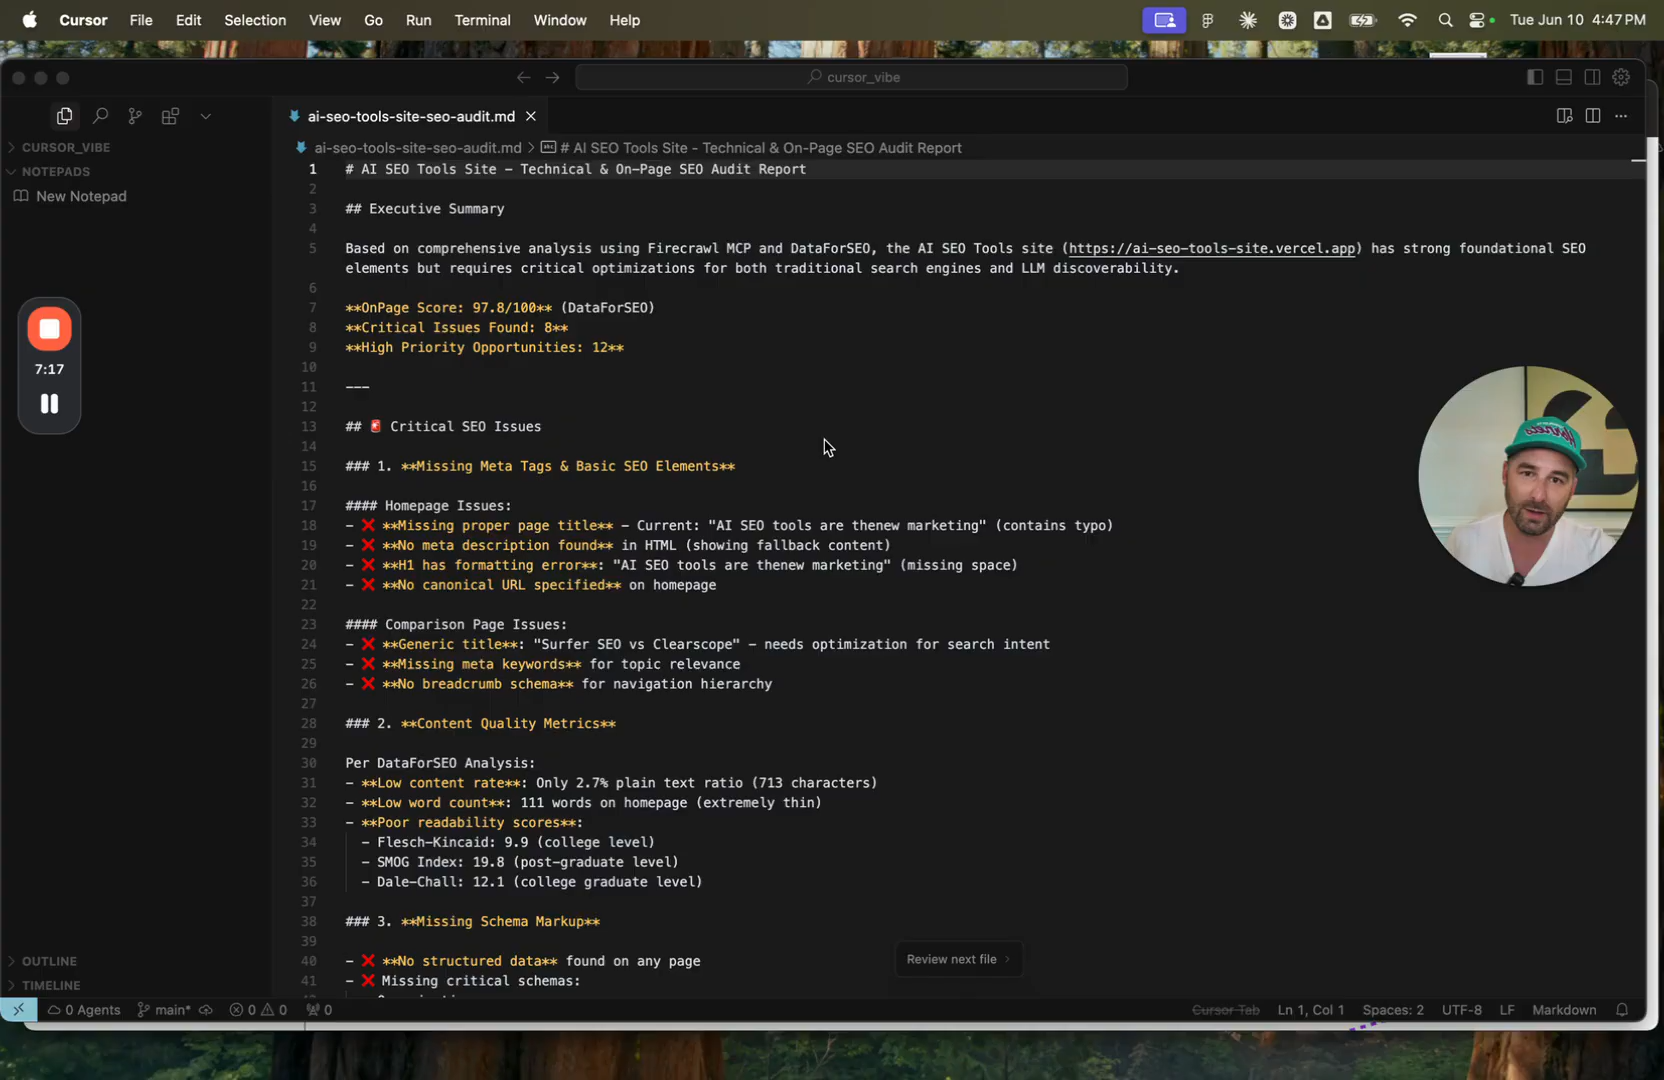 Cursor File Edit Selection View Go Run Terminal Window Help Tue Jun 10 4:47PM
cursor_vibe
ai-seo-tools-site-seo-audit.md
CURSOR_VIBE
ai-seo-tools-site-seo-audit.md > # AI SEO Tools Site - Technical & On-Page SEO Audit Report
NOTEPADS
New Notepad
7:17
1 # AI SEO Tools Site - Technical & On-Page SEO Audit Report
2
3 ## Executive Summary
4
5 Based on comprehensive analysis using Firecrawl MCP and DataForSEO, the AI SEO Tools site (https://ai-seo-tools-site.vercel.app) has strong foundational SEO
elements but requires critical optimizations for both traditional search engines and LLM discoverability.
6
7 **OnPage Score: 97.8/100** (DataForSEO)
8 **Critical Issues Found: 8**
9 **High Priority Opportunities: 12**
10
11 ---
12
13 ## 🚨 Critical SEO Issues
14
15 ### 1. **Missing Meta Tags & Basic SEO Elements**
16
17 #### Homepage Issues:
18 - ❌ **Missing proper page title** - Current: "AI SEO tools are thenew marketing" (contains typo)
19 - ❌ **No meta description found** in HTML (showing fallback content)
20 - ❌ **H1 has formatting error**: "AI SEO tools are thenew marketing" (missing space)
21 - ❌ **No canonical URL specified** on homepage
22
23 #### Comparison Page Issues:
24 - ❌ **Generic title**: "Surfer SEO vs Clearscope" - needs optimization for search intent
25 - ❌ **Missing meta keywords** for topic relevance
26 - ❌ **No breadcrumb schema** for navigation hierarchy
27
28 ### 2. **Content Quality Metrics**
29
30 Per DataForSEO Analysis:
31 - **Low content rate**: Only 2.7% plain text ratio (713 characters)
32 - **Low word count**: 111 words on homepage (extremely thin)
33 - **Poor readability scores**:
34 - Flesch-Kincaid: 9.9 (college level)
35 - SMOG Index: 19.8 (post-graduate level)
36 - Dale-Chall: 12.1 (college graduate level)
37
38 ### 3. **Missing Schema Markup**
39
40 - ❌ **No structured data** found on any page
41 - ❌ Missing critical schemas:
Review next file >
OUTLINE
TIMELINE
0 Agents main* 0 0 0 Cursor Tab Ln 1, Col 1 Spaces: 2 UTF-8 LF Markdown